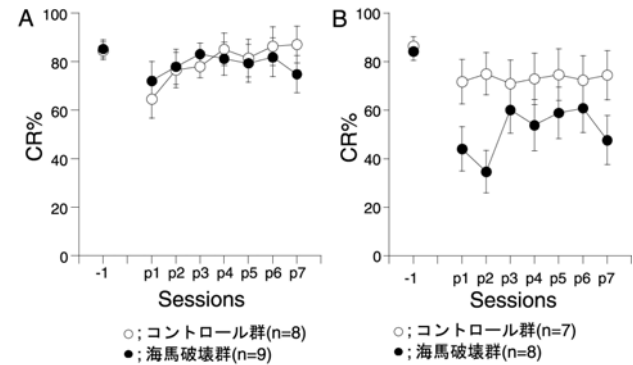 A
100
80
60
40
20
0
CR%
-1 p1 p2 p3 p4 p5 p6 p7
Sessions
○ ; コントロール群(n=8)
● ; 海馬破壊群(n=9)
B
100
80
60
40
20
0
CR%
-1 p1 p2 p3 p4 p5 p6 p7
Sessions
○ ; コントロール群(n=7)
● ; 海馬破壊群(n=8)